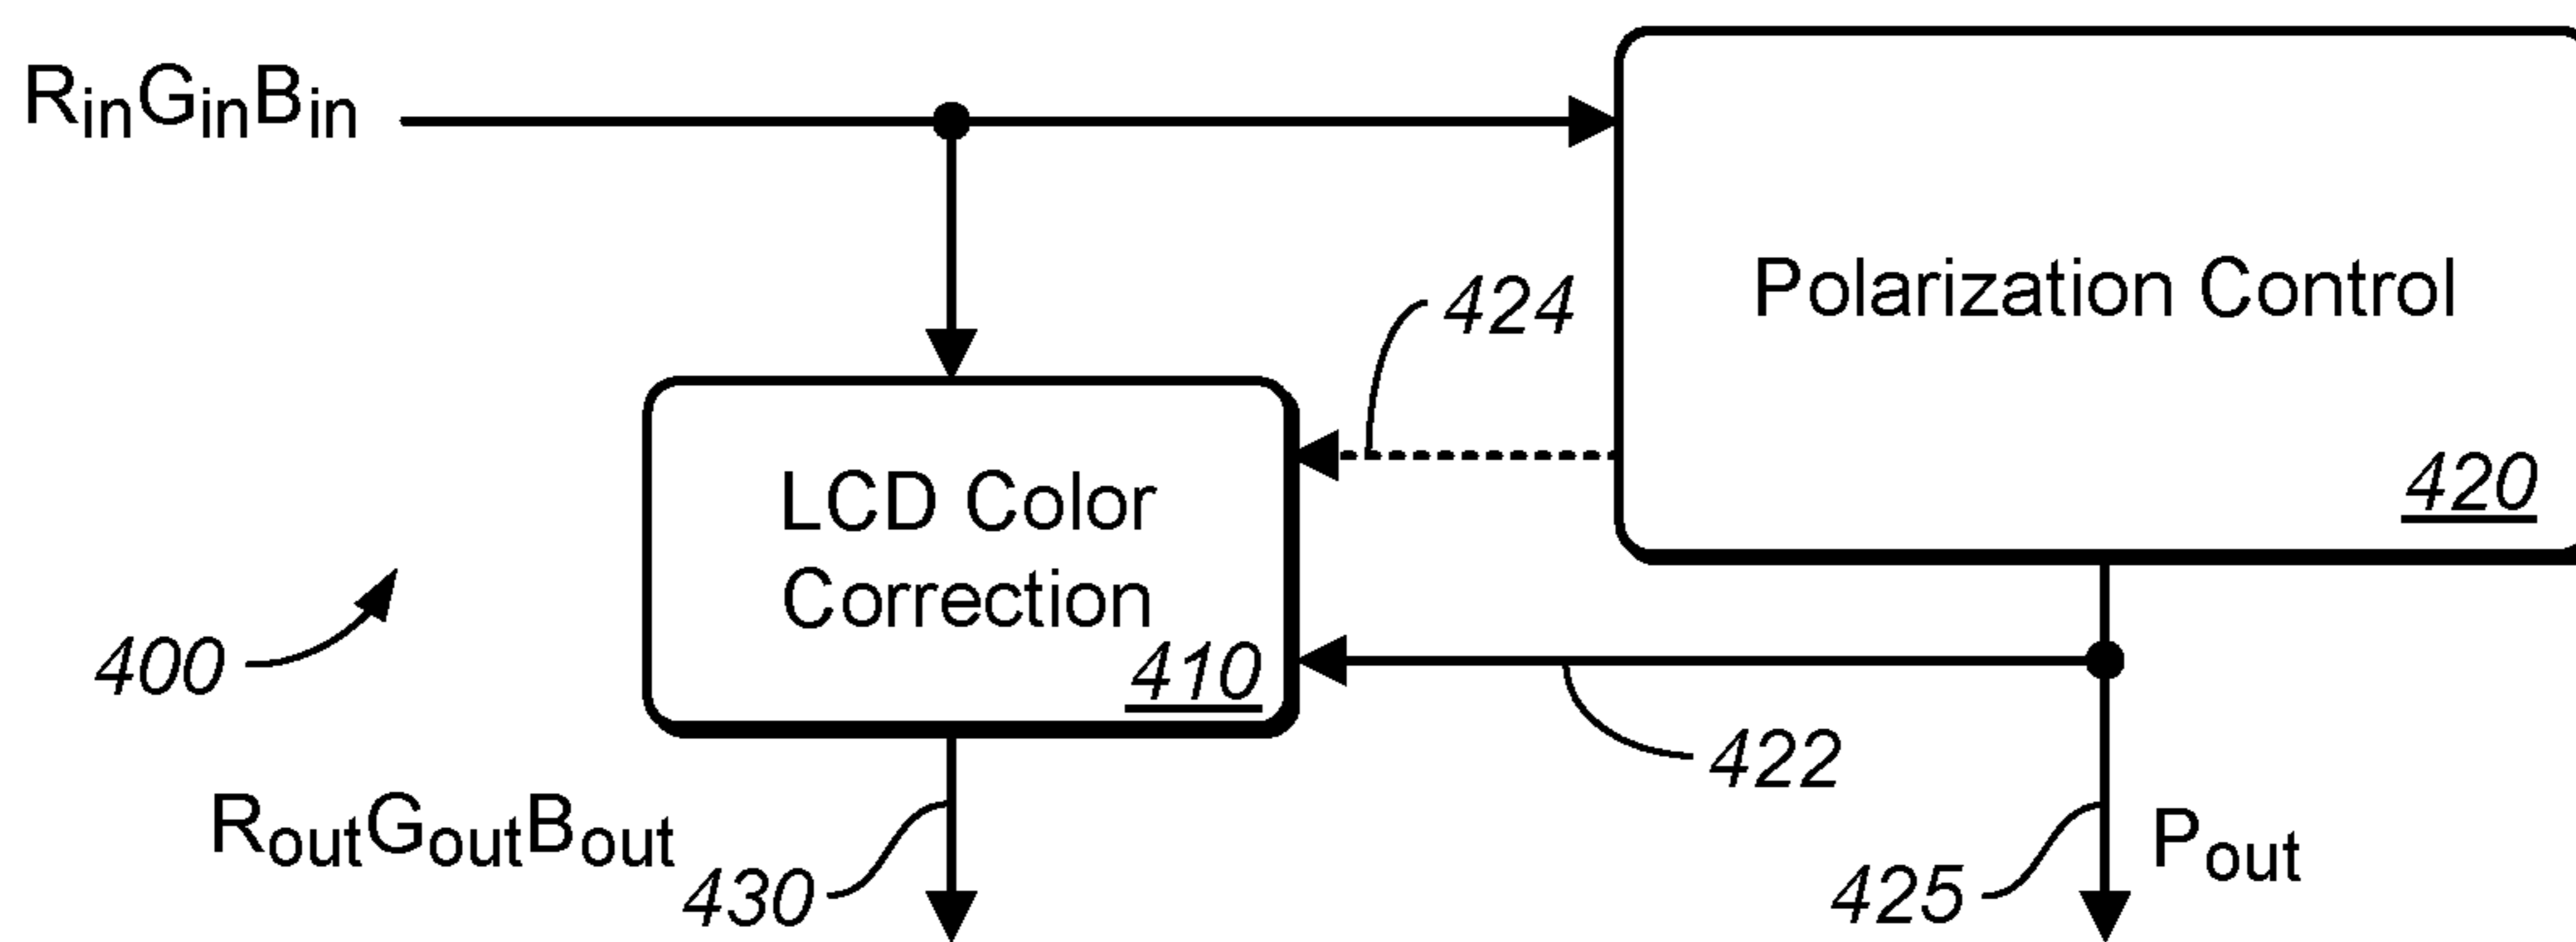 RinGinBin
Polarization Control
424
420
LCD Color
Correction
410
400
422
RoutGoutBout
430
425
Pout